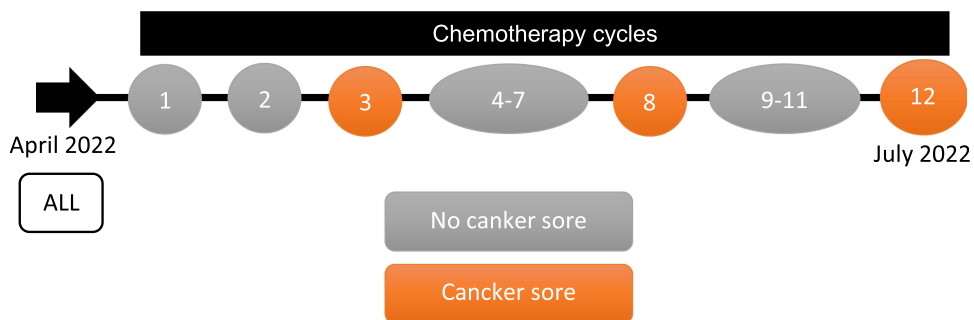 Chemotherapy cycles
1 2 3 4-7 8 9-11 12
April 2022 July 2022
ALL
No canker sore
Cancker sore